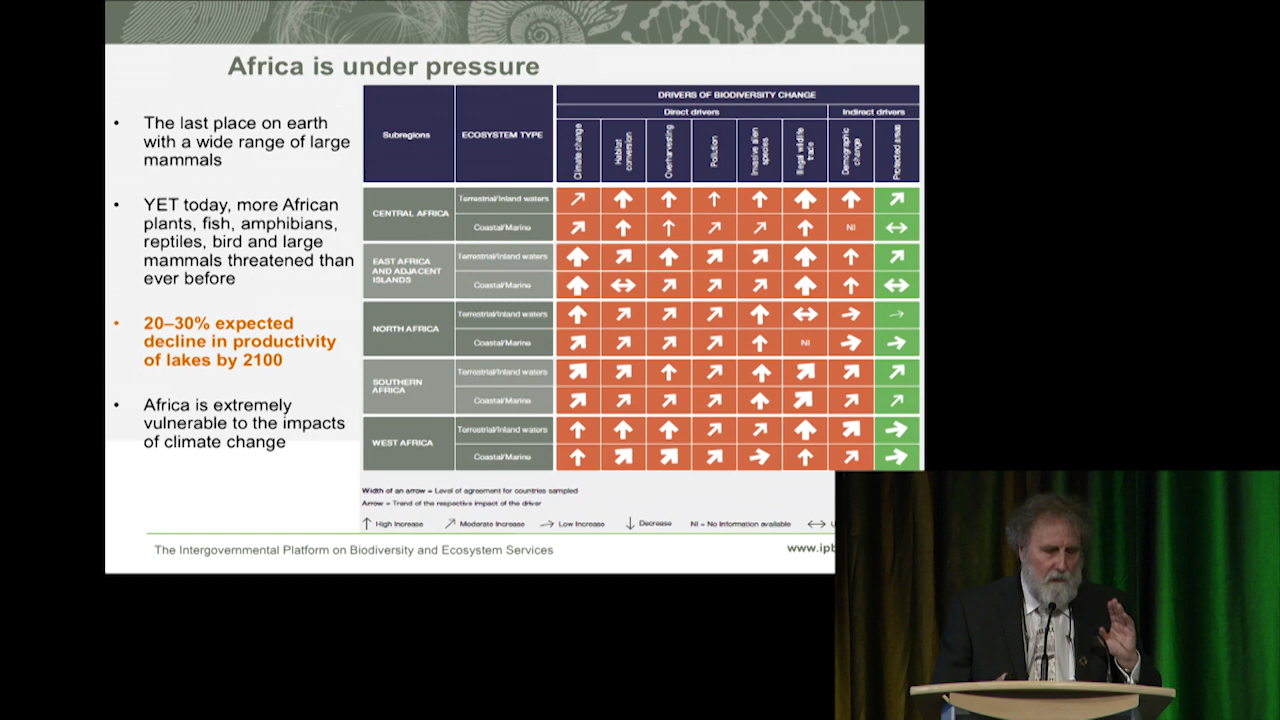 Africa is under pressure
• The last place on earth
with a wide range of large
mammals
• YET today, more African
plants, fish, amphibians,
reptiles, bird and large
mammals threatened than
ever before
• 20–30% expected
decline in productivity
of lakes by 2100
• Africa is extremely
vulnerable to the impacts
of climate change
Subregions
ECOSYSTEM TYPE
DRIVERS OF BIODIVERSITY CHANGE
Direct drivers
Indirect drivers
Climate change
Habitat
conversion
Overharvesting
Pollution
Invasive alien
species
Illegal wildlife
trade
Demographic
change
Protected areas
CENTRAL AFRICA
Terrestrial/Inland waters
Coastal/Marine
NI
EAST AFRICA
AND ADJACENT
ISLANDS
Terrestrial/Inland waters
Coastal/Marine
NORTH AFRICA
Terrestrial/Inland waters
Coastal/Marine
NI
SOUTHERN
AFRICA
Terrestrial/Inland waters
Coastal/Marine
WEST AFRICA
Terrestrial/Inland waters
Coastal/Marine
Width of an arrow = Level of agreement for countries sampled
Arrow = Trend of the respective impact of the driver
High Increase
Moderate Increase
Low Increase
Decrease
NI = No Information available
U
The Intergovernmental Platform on Biodiversity and Ecosystem Services
www.ipb